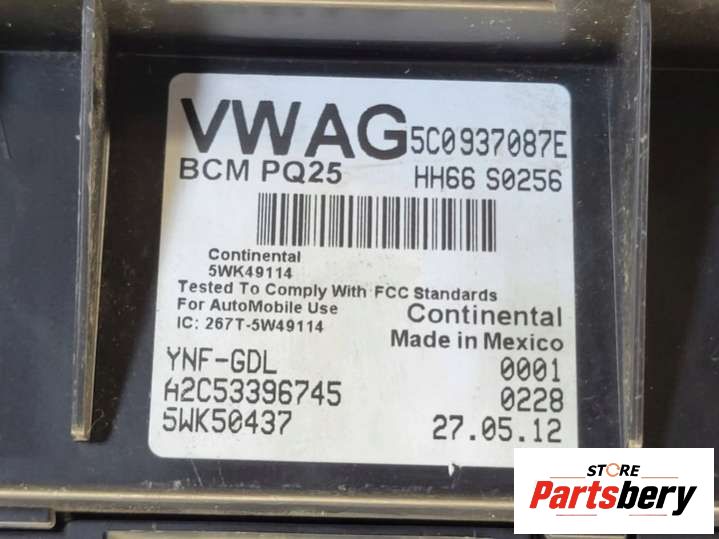 VWAG 5C0937087E
BCM PQ25 HH66 S0256
Continental
5WK49114
Tested To Comply With FCC Standards
For AutoMobile Use
IC: 267T-5W49114
Continental
Made in Mexico
YNF-GDL 0001
A2C53396745 0228
5WK50437 27.05.12
STORE
Partsbery